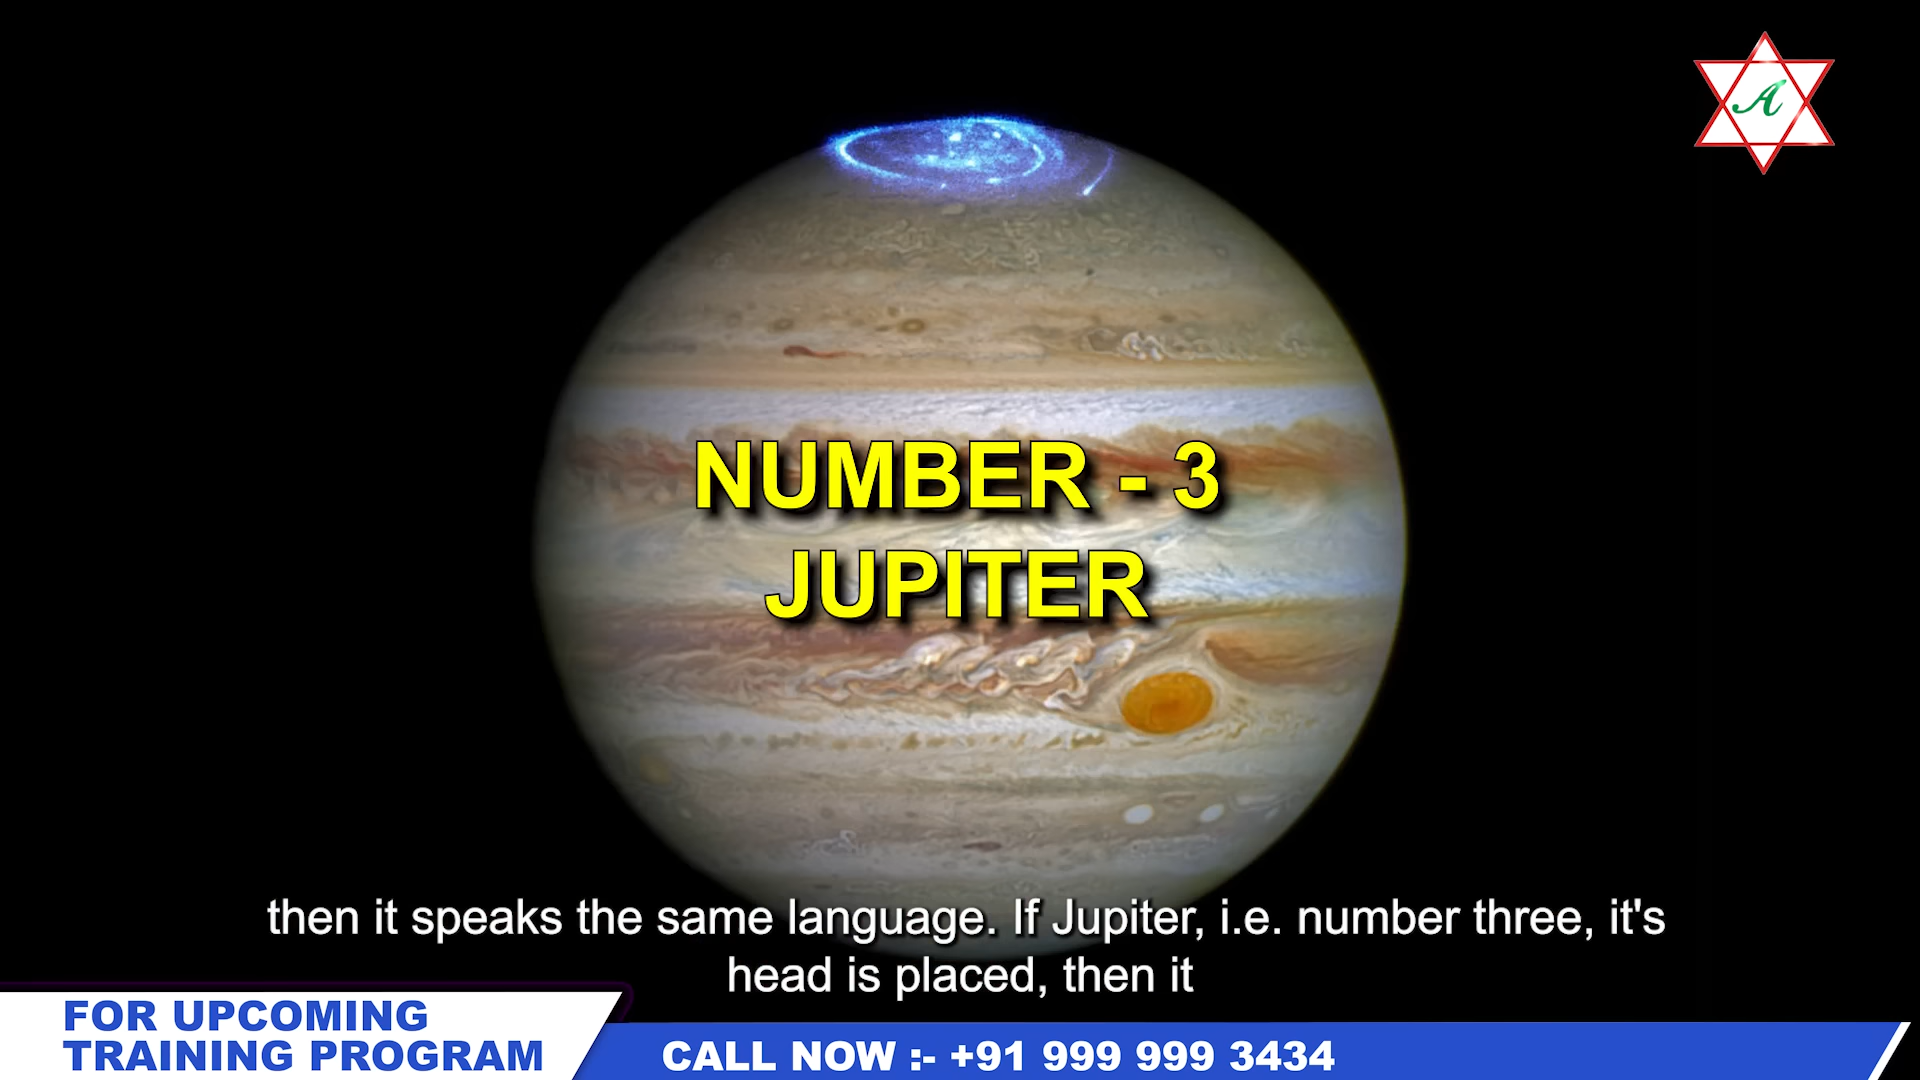 A
NUMBER - 3
JUPITER
then it speaks the same language. If Jupiter, i.e. number three, it's
head is placed, then it
FOR UPCOMING
TRAINING PROGRAM
CALL NOW :- +91 999 999 3434